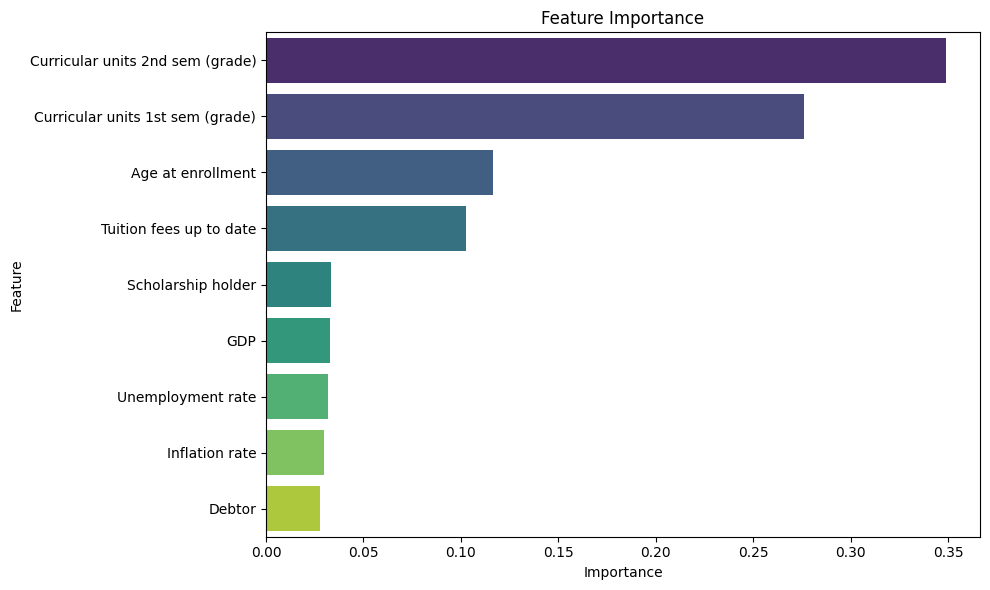 Feature Importance
Curricular units 2nd sem (grade)
Curricular units 1st sem (grade)
Age at enrollment
Tuition fees up to date
Scholarship holder
GDP
Unemployment rate
Inflation rate
Debtor
Feature
0.00 0.05 0.10 0.15 0.20 0.25 0.30 0.35
Importance